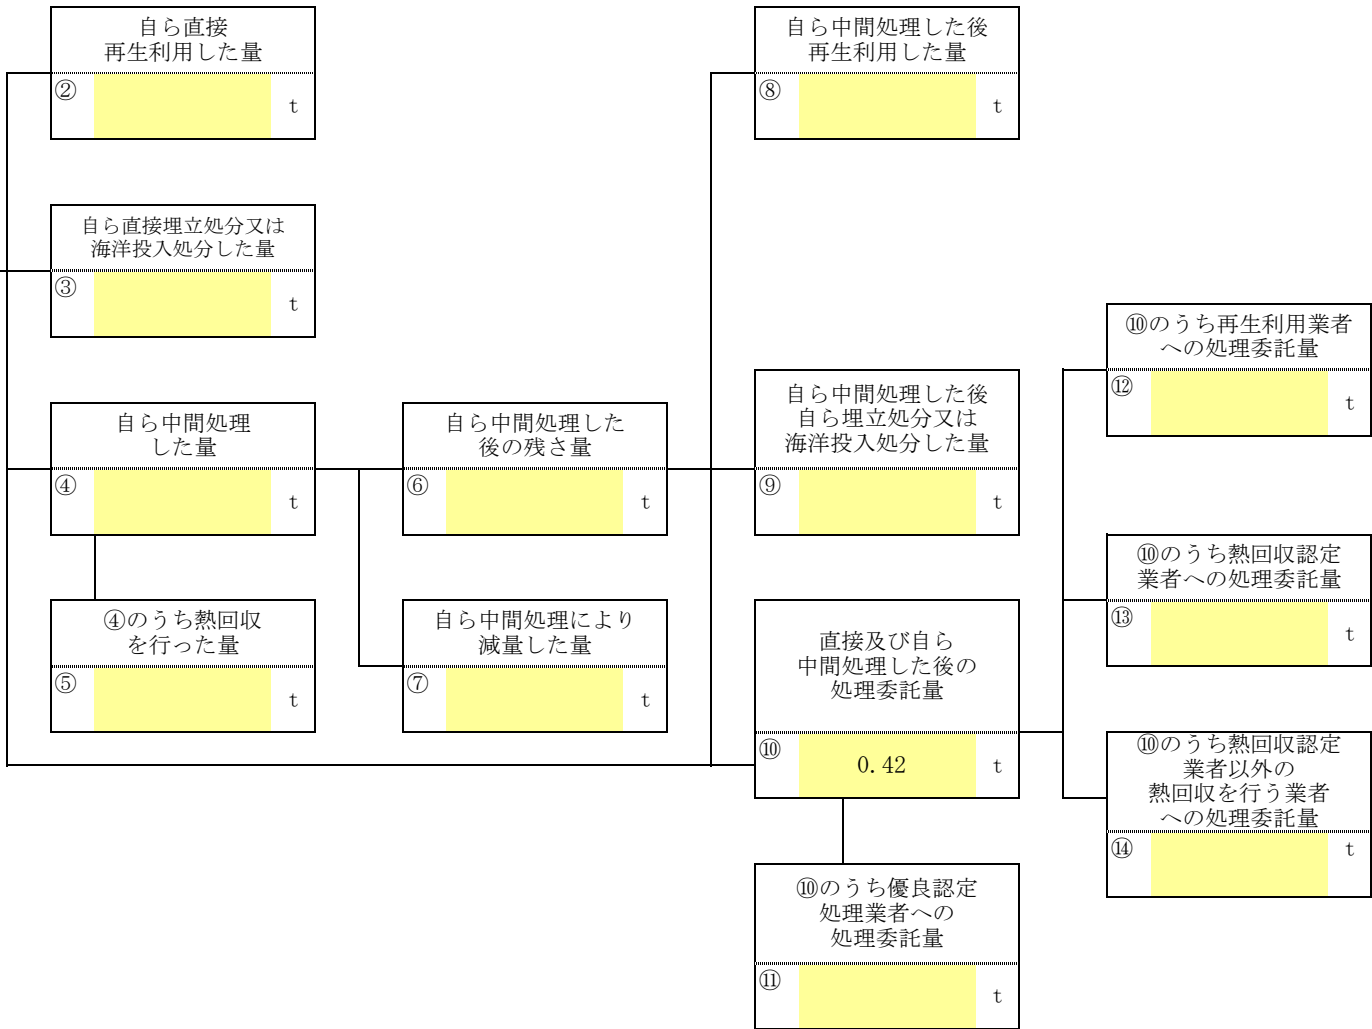 自ら直接
再生利用した量
②
t
自ら直接埋立処分又は
海洋投入処分した量
③
t
自ら中間処理
した量
④
t
④のうち熱回収
を行った量
⑤
t
自ら中間処理した
後の残さ量
⑥
t
自ら中間処理により
減量した量
⑦
t
自ら中間処理した後
再生利用した量
⑧
t
自ら中間処理した後
自ら埋立処分又は
海洋投入処分した量
⑨
t
直接及び自ら
中間処理した後の
処理委託量
⑩ 0.42 t
⑩のうち優良認定
処理業者への
処理委託量
⑪
t
⑩のうち再生利用業者
への処理委託量
⑫
t
⑩のうち熱回収認定
業者への処理委託量
⑬
t
⑩のうち熱回収認定
業者以外の
熱回収を行う業者
への処理委託量
⑭
t